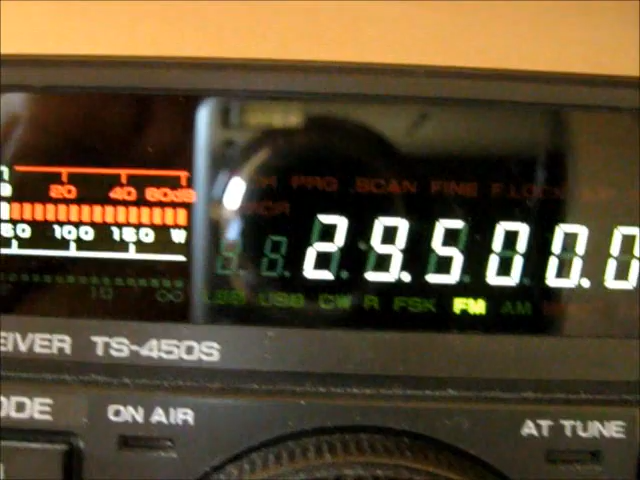 PRG SCAN FINE F.LOCK
20 40 60dB
29.500.0
50 100 150 W
10 ∞
LSB USB CW R FSK FM AM
EIVER TS-450S
ODE ON AIR AT TUNE